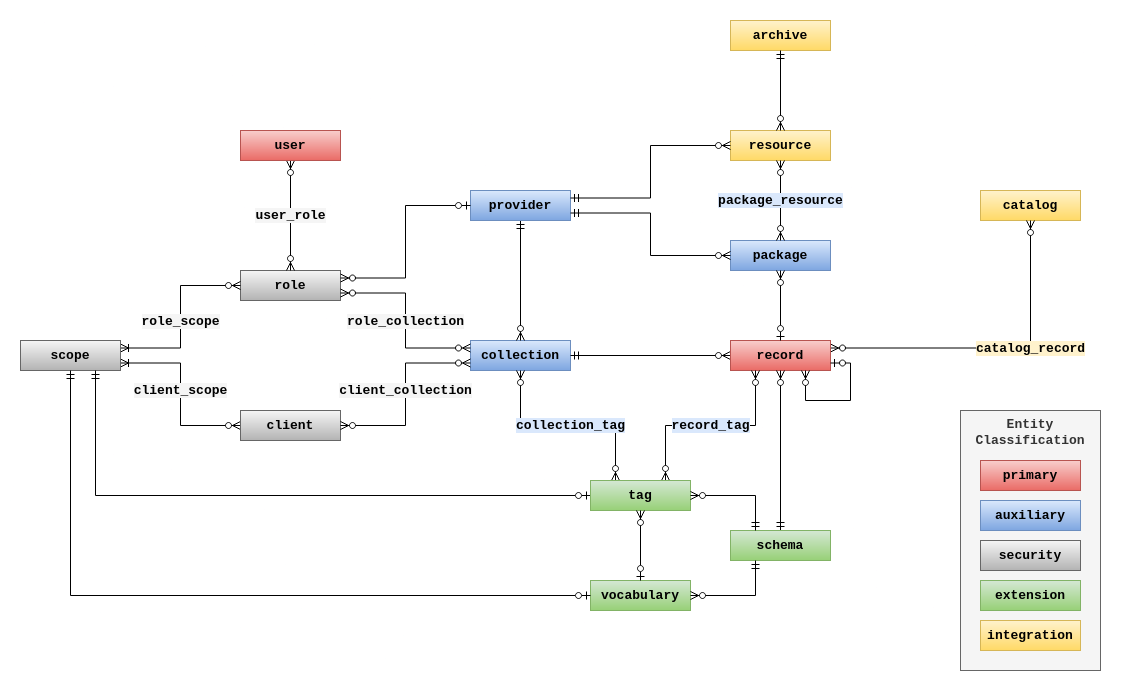 archive
user
resource
provider
package_resource
catalog
user_role
package
role
role_scope
role_collection
scope
collection
record
catalog_record
client_scope
client_collection
client
collection_tag
record_tag
Entity
Classification
primary
tag
auxiliary
schema
security
vocabulary
extension
integration